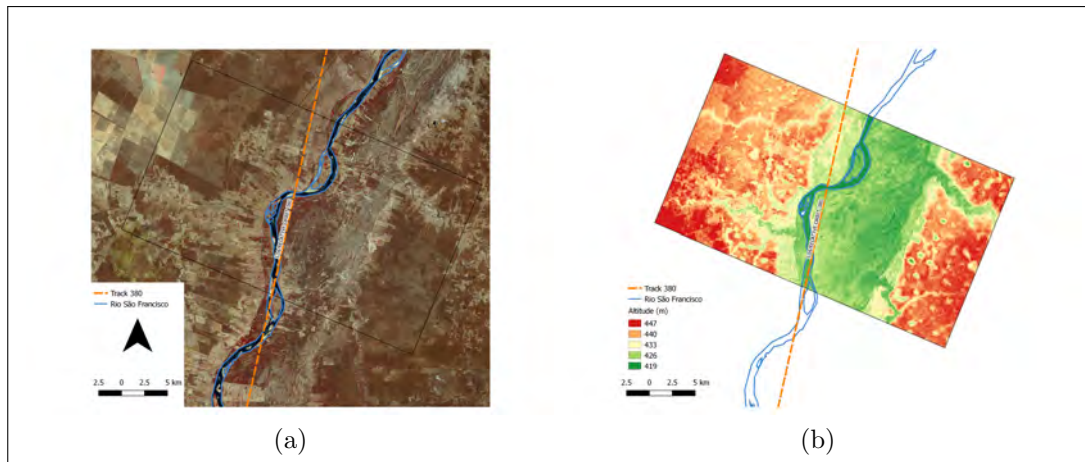 Track 380
Rio São Francisco
2.5 0 2.5 5 km
(a)
Track 380
Rio São Francisco
Altitude (m)
447
440
433
426
419
2.5 0 2.5 5 km
(b)